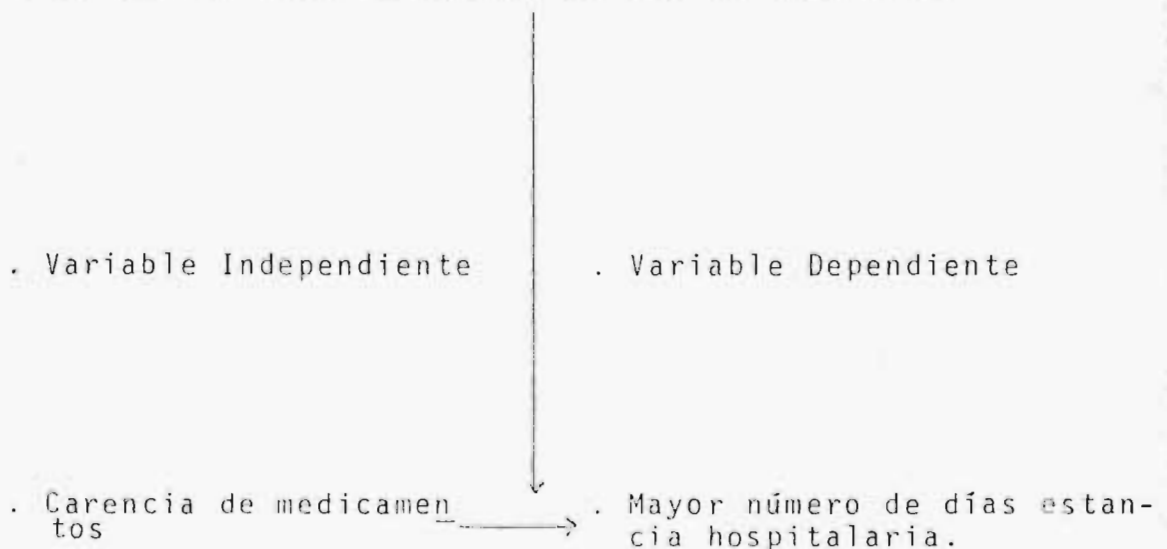 . Variable Independiente
. Variable Dependiente
. Carencia de medicamen
tos
. Mayor número de días estan-
cia hospitalaria.